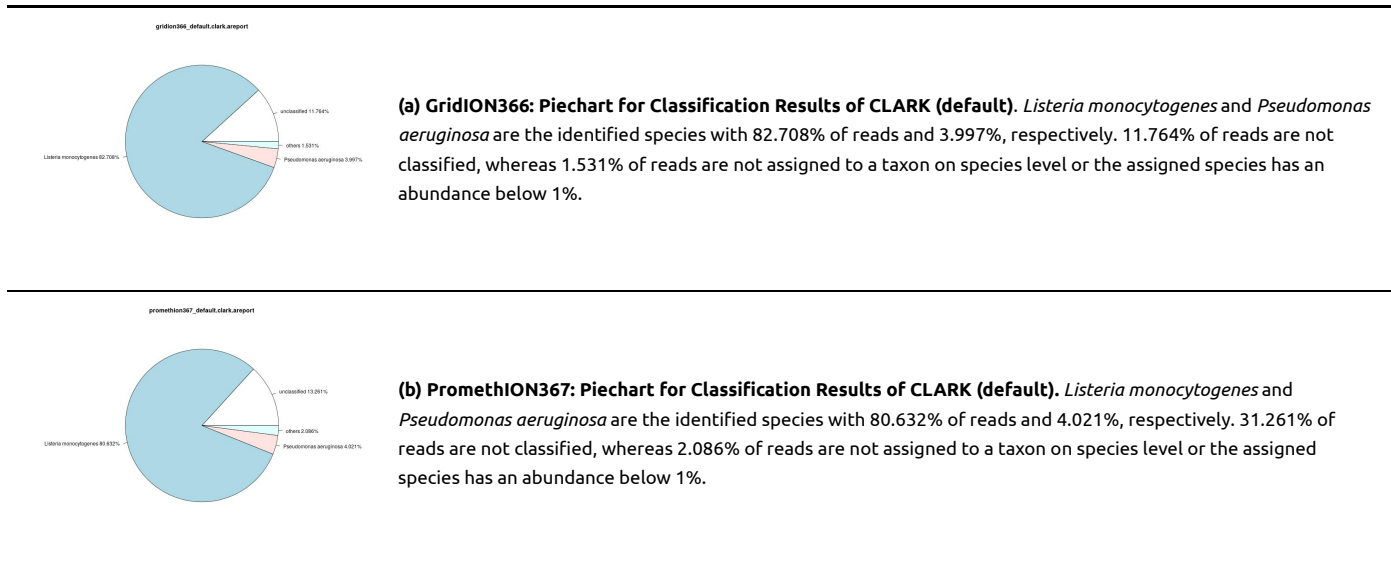 gridion366_default.clark.areport
unclassified 11.764%
others 1.531%
Listeria monocytogenes 82.708%
Pseudomonas aeruginosa 3.997%
(a) GridION366: Piechart for Classification Results of CLARK (default). Listeria monocytogenes and Pseudomonas
aeruginosa are the identified species with 82.708% of reads and 3.997%, respectively. 11.764% of reads are not
classified, whereas 1.531% of reads are not assigned to a taxon on species level or the assigned species has an
abundance below 1%.
promethion367_default.clark.areport
unclassified 13.261%
others 2.086%
Listeria monocytogenes 80.632%
Pseudomonas aeruginosa 4.021%
(b) PromethION367: Piechart for Classification Results of CLARK (default). Listeria monocytogenes and
Pseudomonas aeruginosa are the identified species with 80.632% of reads and 4.021%, respectively. 31.261% of
reads are not classified, whereas 2.086% of reads are not assigned to a taxon on species level or the assigned
species has an abundance below 1%.